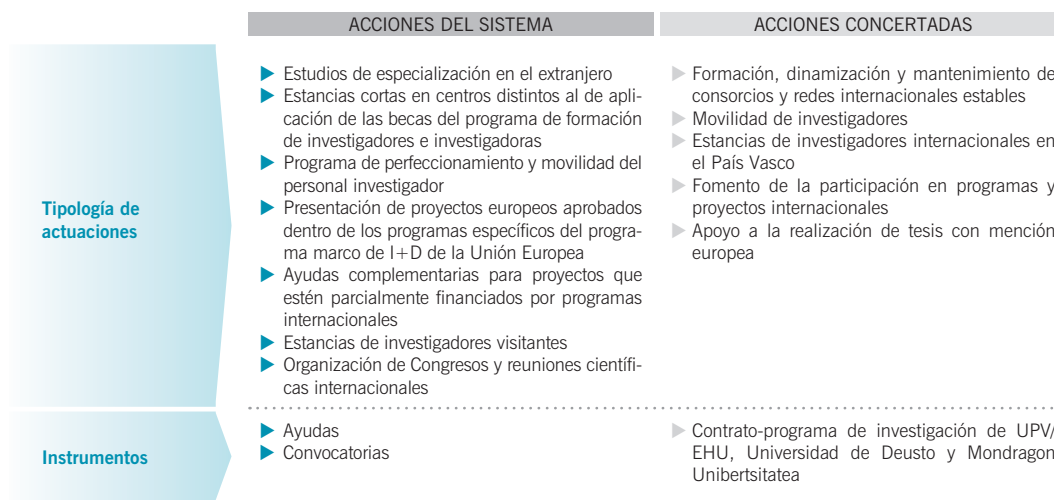 ACCIONES DEL SISTEMA
ACCIONES CONCERTADAS
Tipología de
actuaciones
Estudios de especialización en el extranjero
Estancias cortas en centros distintos al de apli-
cación de las becas del programa de formación
de investigadores e investigadoras
Programa de perfeccionamiento y movilidad del
personal investigador
Presentación de proyectos europeos aprobados
dentro de los programas específicos del progra-
ma marco de I+D de la Unión Europea
Ayudas complementarias para proyectos que
estén parcialmente financiados por programas
internacionales
Estancias de investigadores visitantes
Organización de Congresos y reuniones científi-
cas internacionales
Formación, dinamización y mantenimiento de
consorcios y redes internacionales estables
Movilidad de investigadores
Estancias de investigadores internacionales en
el País Vasco
Fomento de la participación en programas y
proyectos internacionales
Apoyo a la realización de tesis con mención
europea
Instrumentos
Ayudas
Convocatorias
Contrato-programa de investigación de UPV/
EHU, Universidad de Deusto y Mondragon
Unibertsitatea